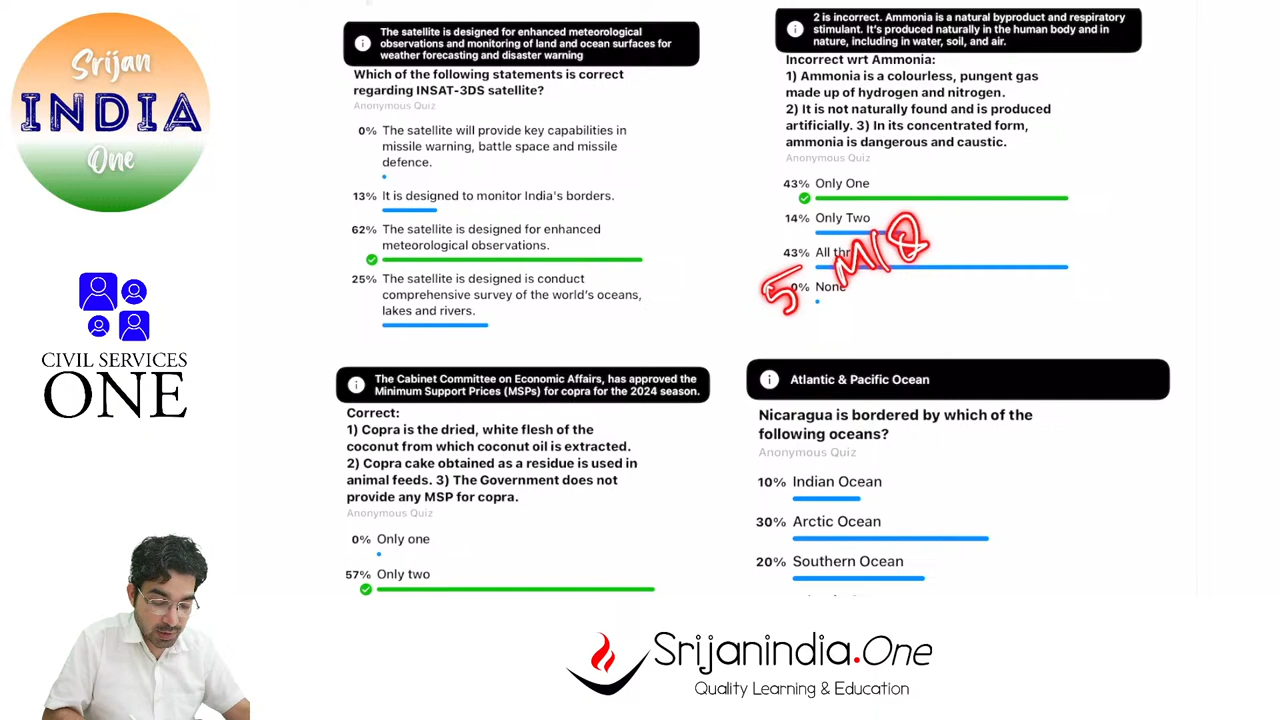 Srijan
INDIA
One
CIVIL SERVICES
ONE
The satellite is designed for enhanced meteorological
observations and monitoring of land and ocean surfaces for
weather forecasting and disaster warning
Which of the following statements is correct
regarding INSAT-3DS satellite?
Anonymous Quiz
0% The satellite will provide key capabilities in
missile warning, battle space and missile
defence.
13% It is designed to monitor India's borders.
62% The satellite is designed for enhanced
meteorological observations.
25% The satellite is designed is conduct
comprehensive survey of the world's oceans,
lakes and rivers.
2 is incorrect. Ammonia is a natural byproduct and respiratory
stimulant. It's produced naturally in the human body and in
nature, including in water, soil, and air.
Incorrect wrt Ammonia:
1) Ammonia is a colourless, pungent gas
made up of hydrogen and nitrogen.
2) It is not naturally found and is produced
artificially. 3) In its concentrated form,
ammonia is dangerous and caustic.
Anonymous Quiz
43% Only One
14% Only Two
43% All three
0% None
5 M/Q
The Cabinet Committee on Economic Affairs, has approved the
Minimum Support Prices (MSPs) for copra for the 2024 season.
Correct:
1) Copra is the dried, white flesh of the
coconut from which coconut oil is extracted.
2) Copra cake obtained as a residue is used in
animal feeds. 3) The Government does not
provide any MSP for copra.
Anonymous Quiz
0% Only one
57% Only two
Atlantic & Pacific Ocean
Nicaragua is bordered by which of the
following oceans?
Anonymous Quiz
10% Indian Ocean
30% Arctic Ocean
20% Southern Ocean
Srijanindia.One
Quality Learning & Education